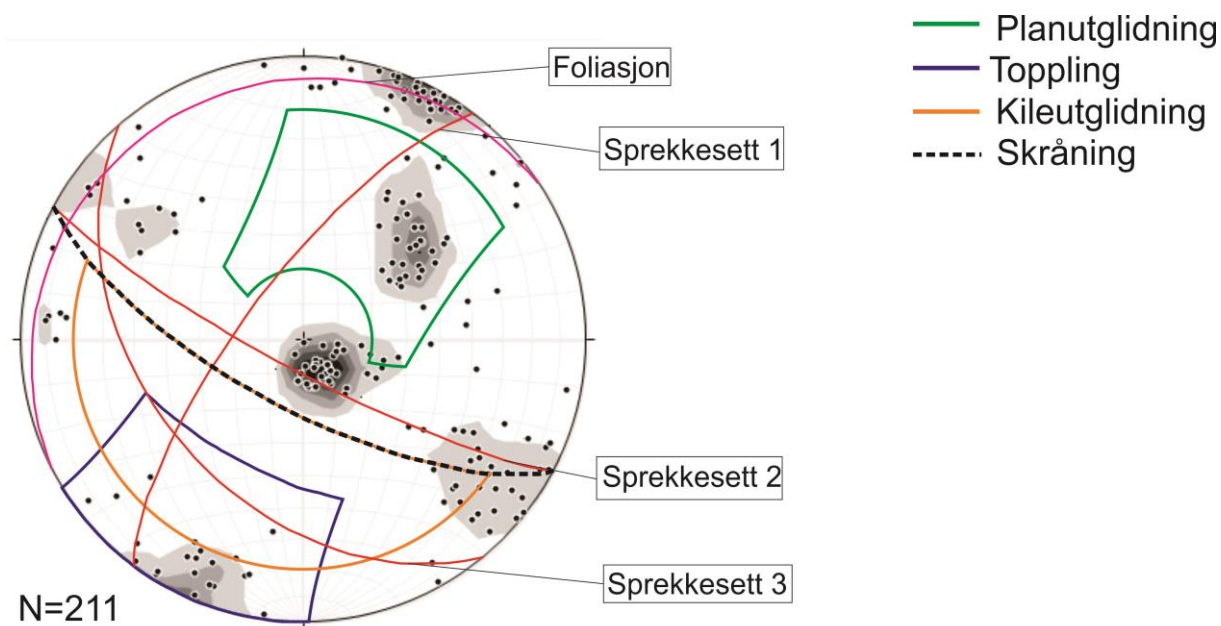 Planutglidning
Toppling
Kileutglidning
Skråning
Foliasjon
Sprekkesett 1
Sprekkesett 2
Sprekkesett 3
N=211